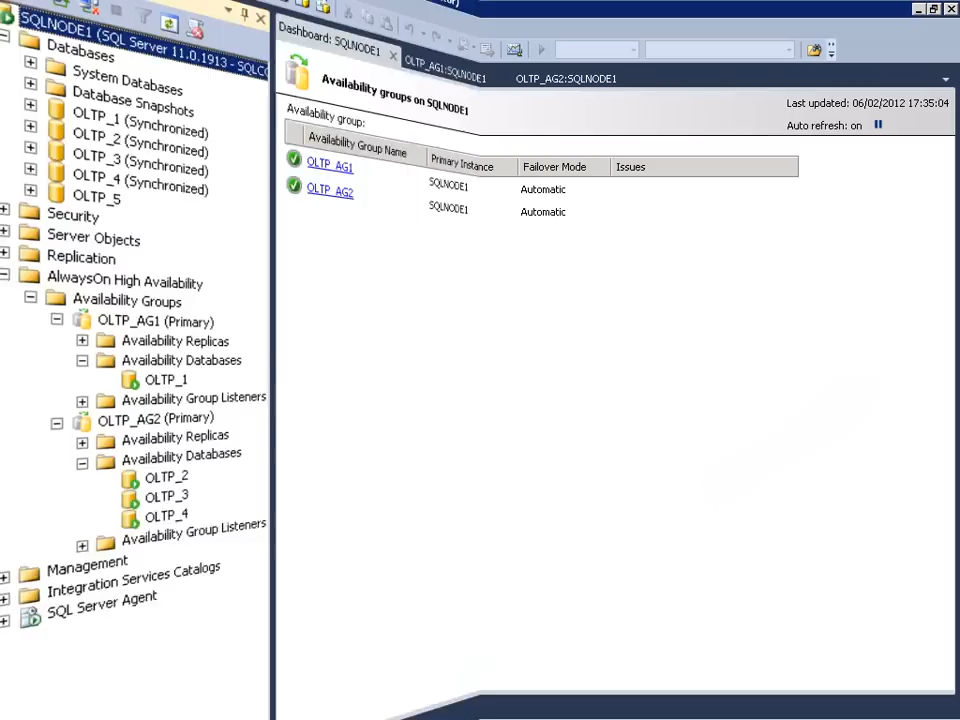 SQLNODE1 (SQL Server 11.0.1913 - SQLCO
Databases
System Databases
Database Snapshots
OLTP_1 (Synchronized)
OLTP_2 (Synchronized)
OLTP_3 (Synchronized)
OLTP_4 (Synchronized)
OLTP_5
Security
Server Objects
Replication
AlwaysOn High Availability
Availability Groups
OLTP_AG1 (Primary)
Availability Replicas
Availability Databases
OLTP_1
Availability Group Listeners
OLTP_AG2 (Primary)
Availability Replicas
Availability Databases
OLTP_2
OLTP_3
OLTP_4
Availability Group Listeners
Management
Integration Services Catalogs
SQL Server Agent
Dashboard: SQLNODE1
OLTP_AG1:SQLNODE1
OLTP_AG2:SQLNODE1
Availability groups on SQLNODE1
Last updated: 06/02/2012 17:35:04
Auto refresh: on
Availability group:
Availability Group Name Primary Instance Failover Mode Issues
OLTP_AG1 SQLNODE1 Automatic
OLTP_AG2 SQLNODE1 Automatic